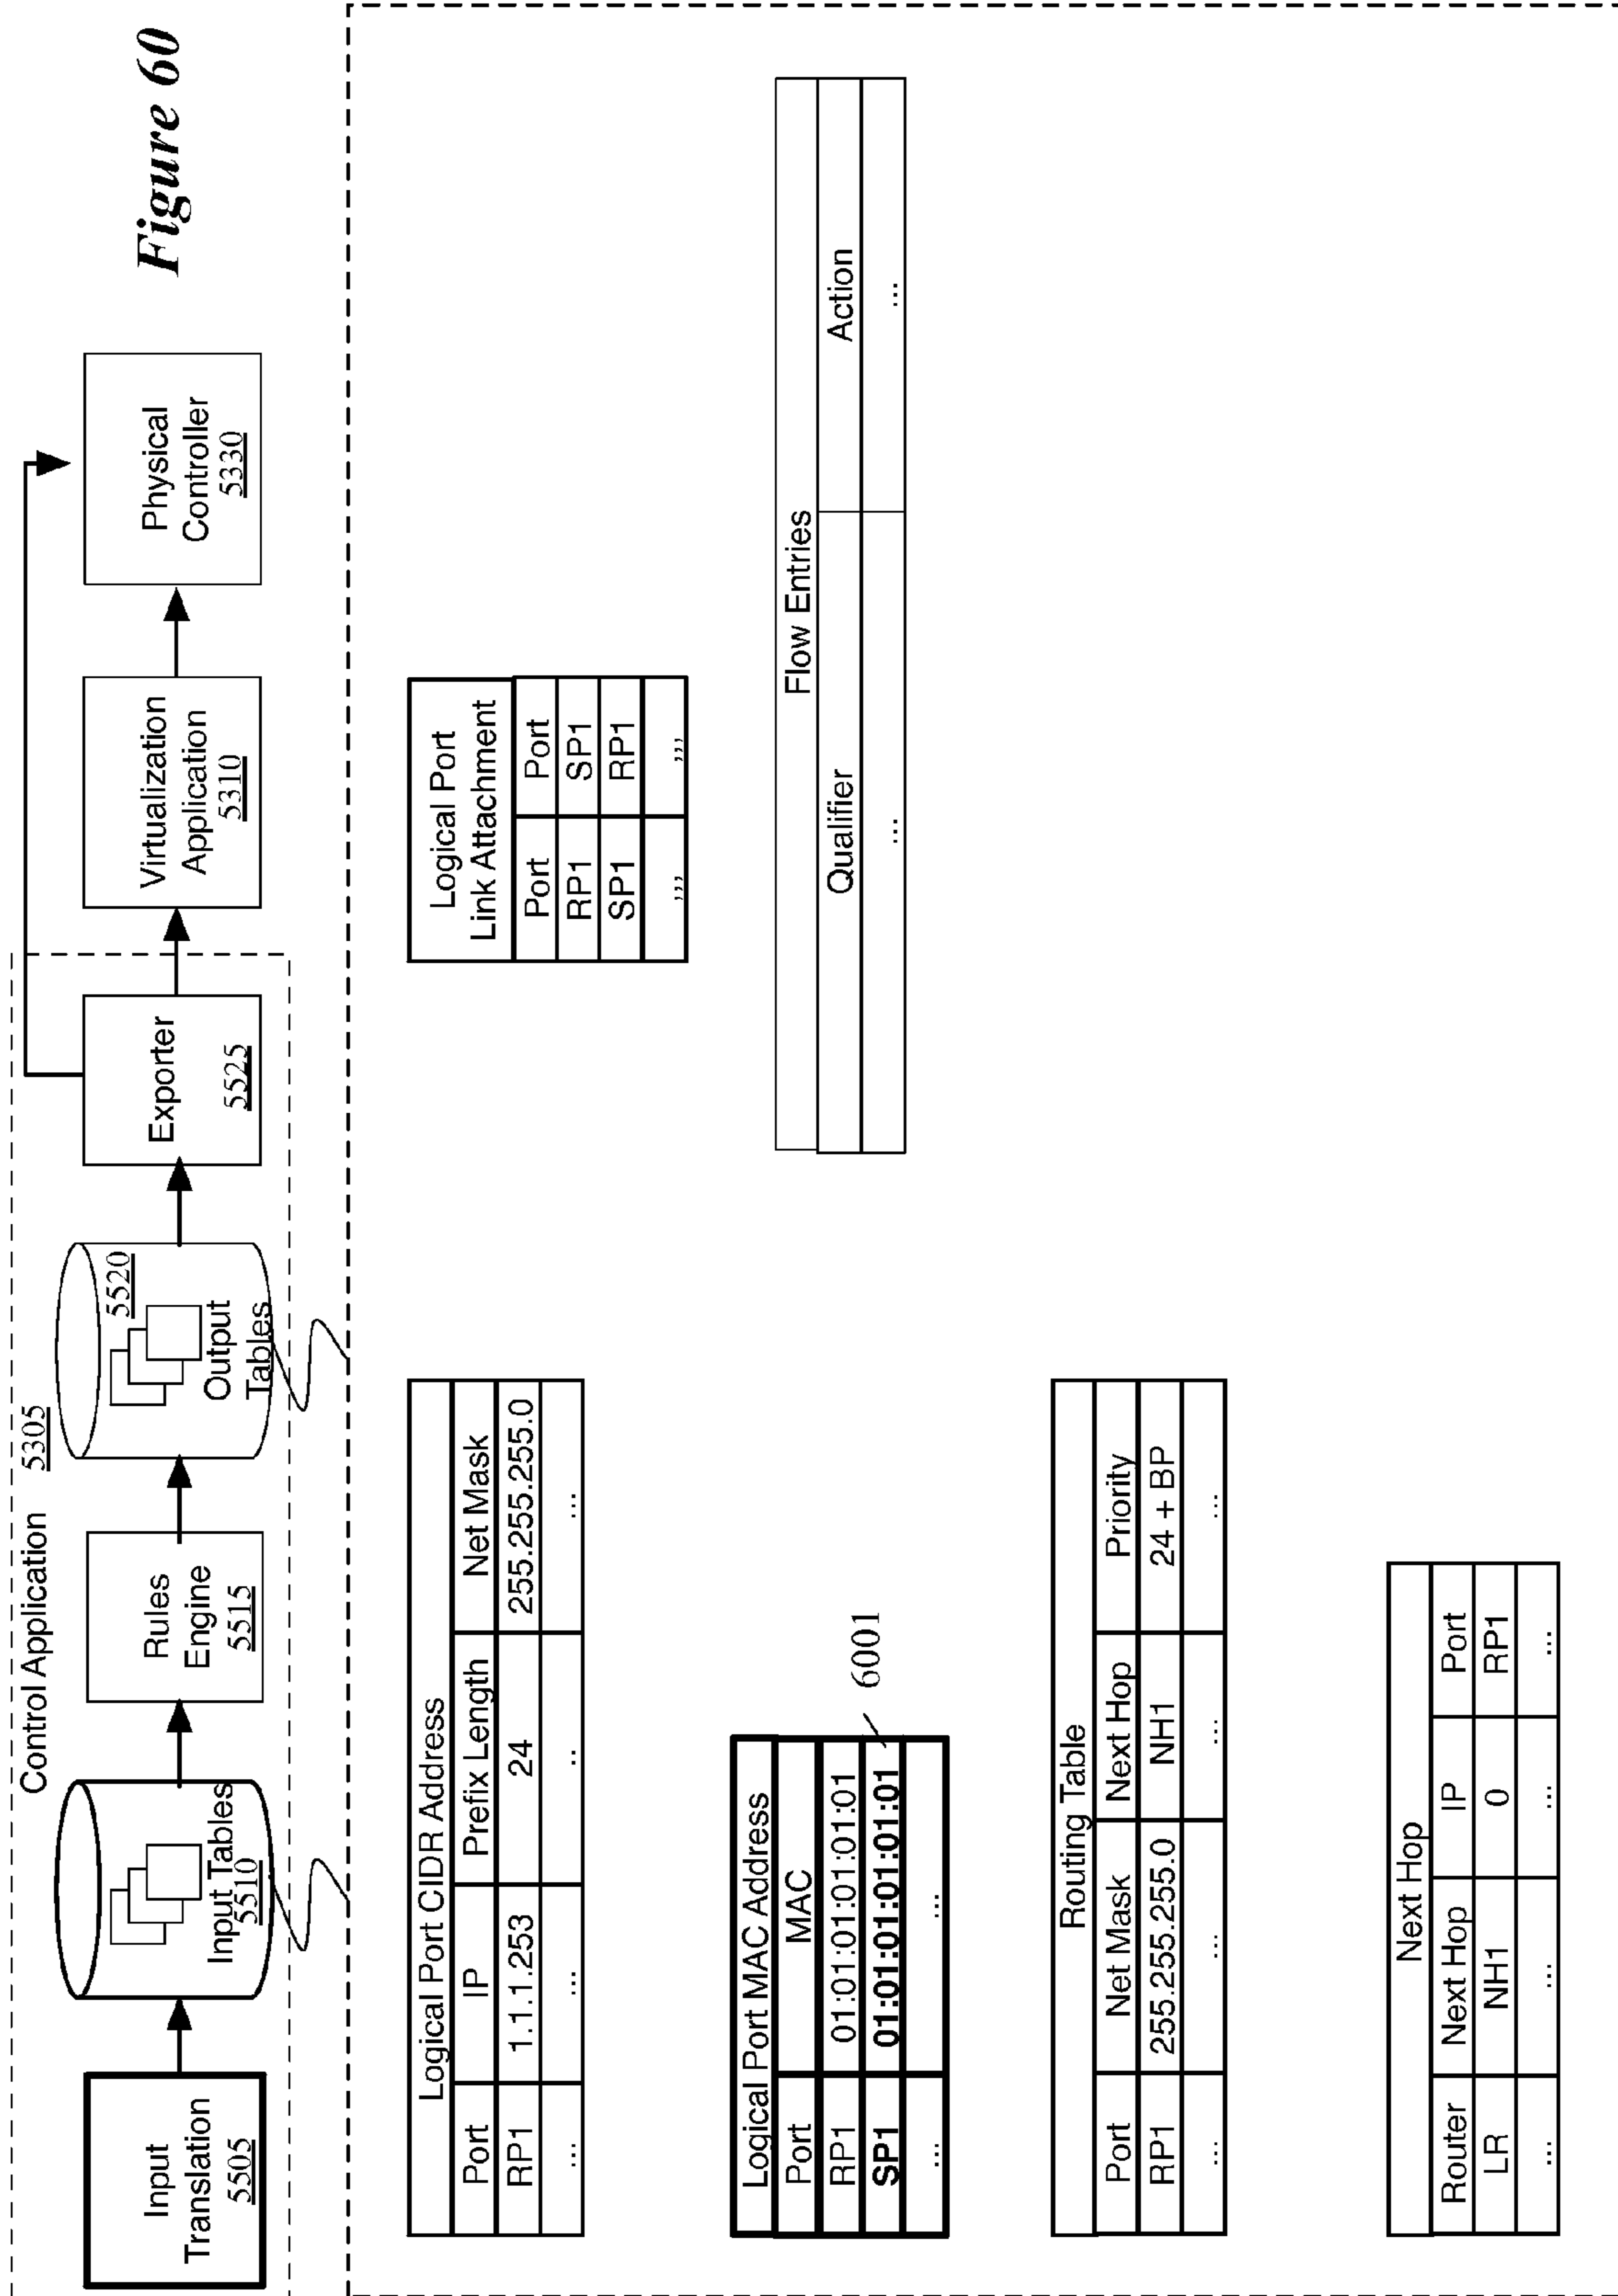 Figure 60
Control Application
5305
Input
Translation
5505
Input Tables
5510
Rules
Engine
5515
5520
Output
Tables
Exporter
5525
Virtualization
Application
5310
Physical
Controller
5330
Logical Port CIDR Address
Port IP Prefix Length Net Mask
RP1 1.1.1.253 24 255.255.255.0
... ... .. ...
Logical Port
Link Attachment
Port Port
RP1 SP1
SP1 RP1
,,, ,,,
Logical Port MAC Address
Port MAC
RP1 01:01:01:01:01:01
SP1 01:01:01:01:01:01
... ...
6001
Flow Entries
Qualifier Action
... ...
Routing Table
Port Net Mask Next Hop Priority
RP1 255.255.255.0 NH1 24 + BP
... ... ... ...
Next Hop
Router Next Hop IP Port
LR NH1 0 RP1
... ... ... ...